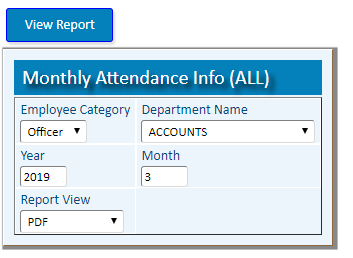 View Report
Monthly Attendance Info (ALL)
Employee Category Department Name
Officer ACCOUNTS
Year Month
2019 3
Report View
PDF